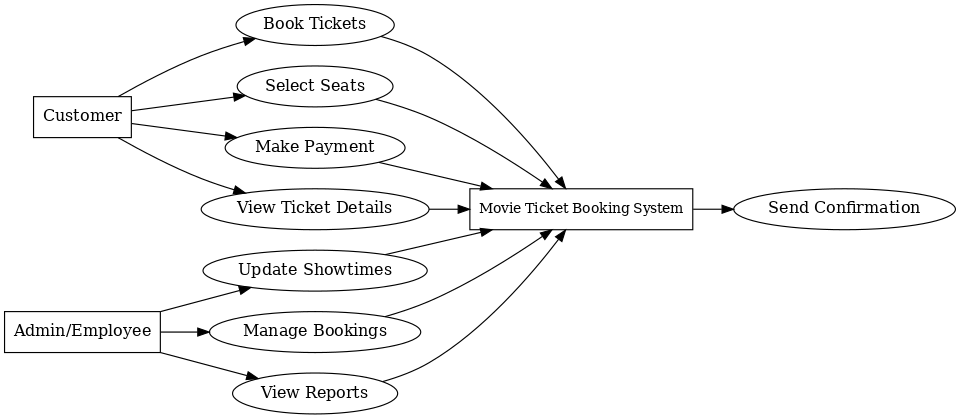 Book Tickets
Select Seats
Customer
Make Payment
View Ticket Details
Movie Ticket Booking System
Send Confirmation
Update Showtimes
Admin/Employee
Manage Bookings
View Reports